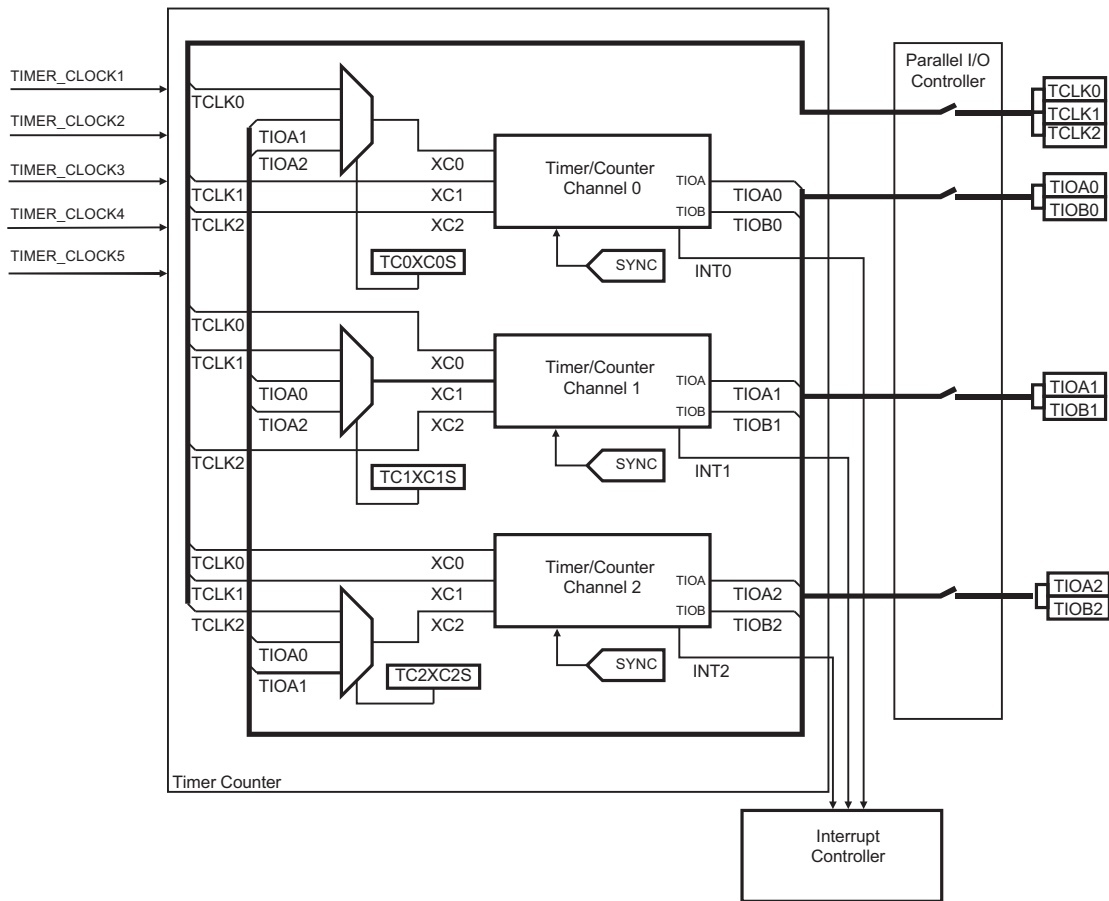 TIMER_CLOCK1
TIMER_CLOCK2
TIMER_CLOCK3
TIMER_CLOCK4
TIMER_CLOCK5
TCLK0
TIOA1
TIOA2
TCLK1
TCLK2
XC0
XC1
XC2
TC0XC0S
Timer/Counter
Channel 0
TIOA
TIOB
SYNC
INT0
TIOA0
TIOB0
TCLK0
TCLK1
TIOA0
TIOA2
TCLK2
XC0
XC1
XC2
TC1XC1S
Timer/Counter
Channel 1
TIOA
TIOB
SYNC
INT1
TIOA1
TIOB1
TCLK0
TCLK1
TCLK2
TIOA0
TIOA1
XC0
XC1
XC2
TC2XC2S
Timer/Counter
Channel 2
TIOA
TIOB
SYNC
INT2
TIOA2
TIOB2
Timer Counter
Parallel I/O
Controller
TCLK0
TCLK1
TCLK2
TIOA0
TIOB0
TIOA1
TIOB1
TIOA2
TIOB2
Interrupt
Controller